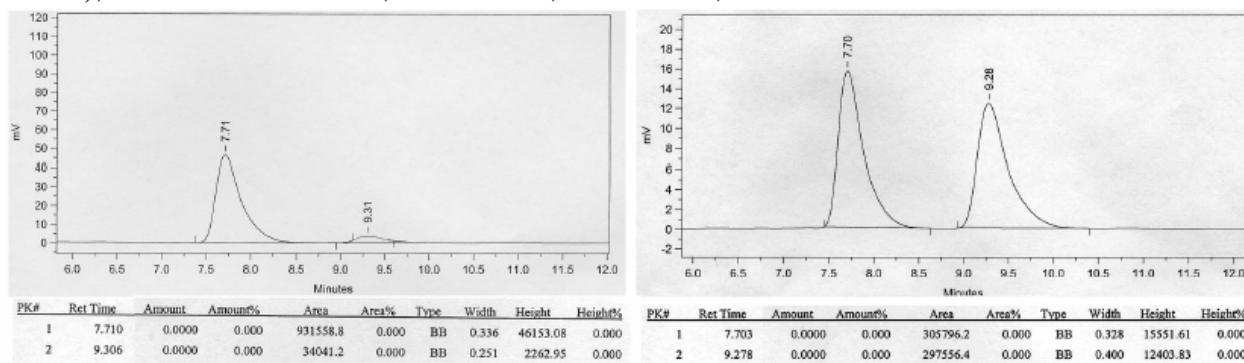 120
110
100
90
80
70
60
50
40
30
20
10
0
mV
7.71
9.31
6.0 6.5 7.0 7.5 8.0 8.5 9.0 9.5 10.0 10.5 11.0 11.5 12.0
Minutes
PK# Ret Time Amount Amount% Area Area% Type Width Height Height%
1 7.710 0.0000 0.000 931558.8 0.000 BB 0.336 46153.08 0.000
2 9.306 0.0000 0.000 34041.2 0.000 BB 0.251 2262.95 0.000
20
18
16
14
12
10
8
6
4
2
0
-2
mV
7.70
9.28
6.0 6.5 7.0 7.5 8.0 8.5 9.0 9.5 10.0 10.5 11.0 11.5 12.0
Minutes
PK# Ret Time Amount Amount% Area Area% Type Width Height Height%
1 7.703 0.0000 0.000 305796.2 0.000 BB 0.328 15551.61 0.000
2 9.278 0.0000 0.000 297556.4 0.000 BB 0.400 12403.83 0.000